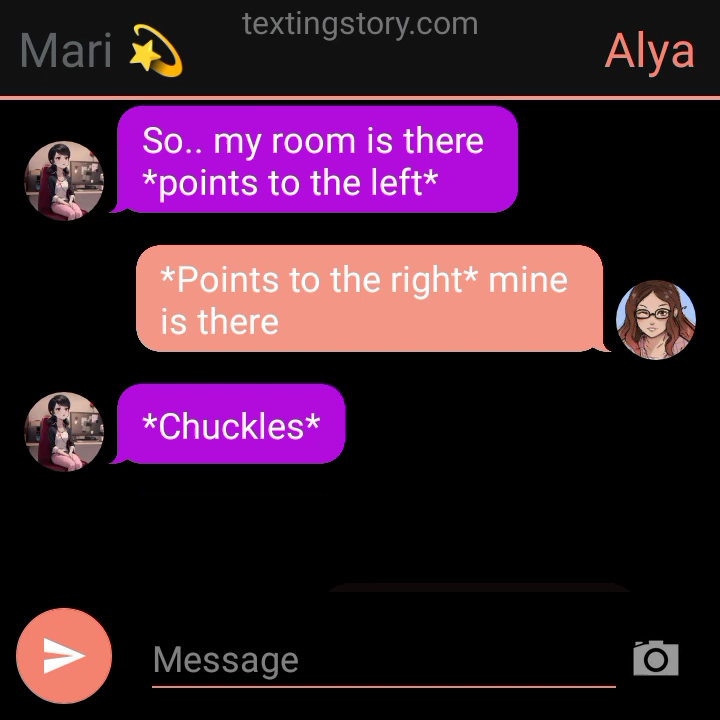 textingstory.com
Mari 💫
Alya
So.. my room is there
*points to the left*
*Points to the right* mine
is there
*Chuckles*
Message